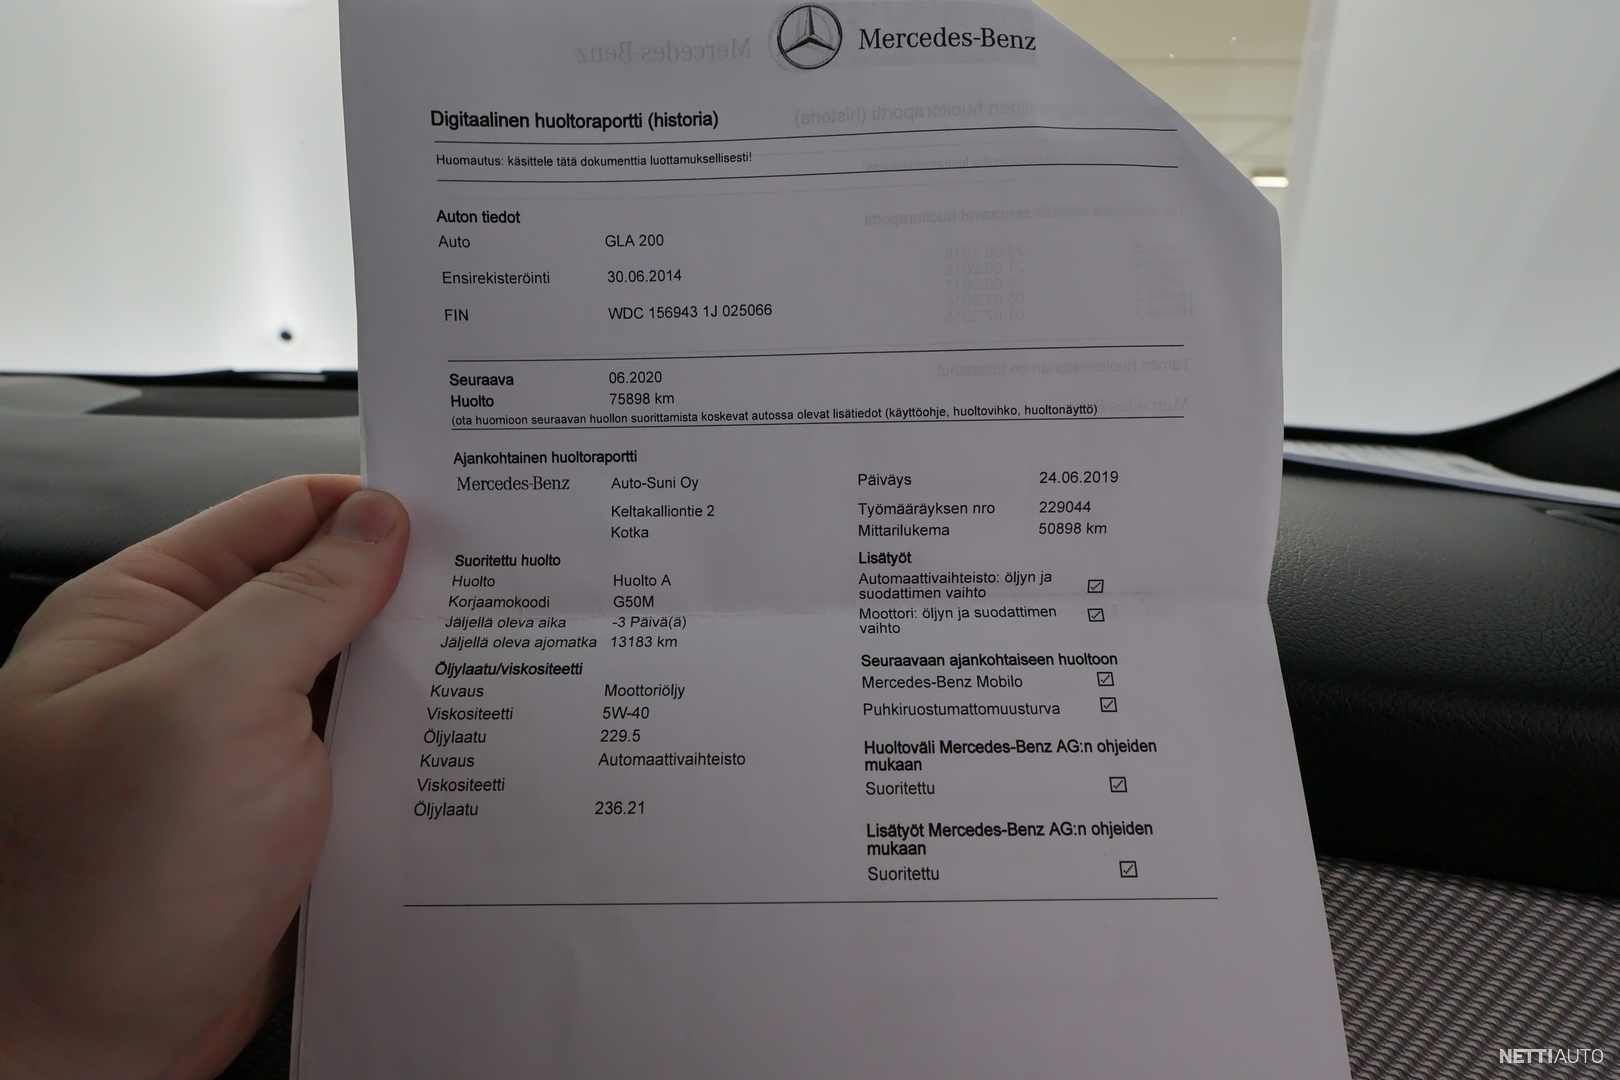 Mercedes-Benz
Digitaalinen huoltoraportti (historia)
Huomautus: käsittele tätä dokumenttia luottamuksellisesti!
Auton tiedot
Auto GLA 200
Ensirekisteröinti 30.06.2014
FIN WDC 156943 1J 025066
Seuraava 06.2020
Huolto 75898 km
(ota huomioon seuraavan huollon suorittamista koskevat autossa olevat lisätiedot (käyttöohje, huoltovihko, huoltonäyttö)
Ajankohtainen huoltoraportti
Mercedes-Benz Auto-Suni Oy
Keltakalliontie 2
Kotka
Päiväys 24.06.2019
Työmääräyksen nro 229044
Mittarilukema 50898 km
Suoritettu huolto
Huolto Huolto A
Korjaamokoodi G50M
Jäljellä oleva aika -3 Päivä(ä)
Jäljellä oleva ajomatka 13183 km
Öljylaatu/viskositeetti
Kuvaus Moottoriöljy
Viskositeetti 5W-40
Öljylaatu 229.5
Kuvaus Automaattivaihteisto
Viskositeetti
Öljylaatu 236.21
Lisätyöt
Automaattivaihteisto: öljyn ja
suodattimen vaihto
Moottori: öljyn ja suodattimen
vaihto
Seuraavaan ajankohtaiseen huoltoon
Mercedes-Benz Mobilo
Puhkiruostumattomuusturva
Huoltoväli Mercedes-Benz AG:n ohjeiden
mukaan
Suoritettu
Lisätyöt Mercedes-Benz AG:n ohjeiden
mukaan
Suoritettu
NETTIAUTO